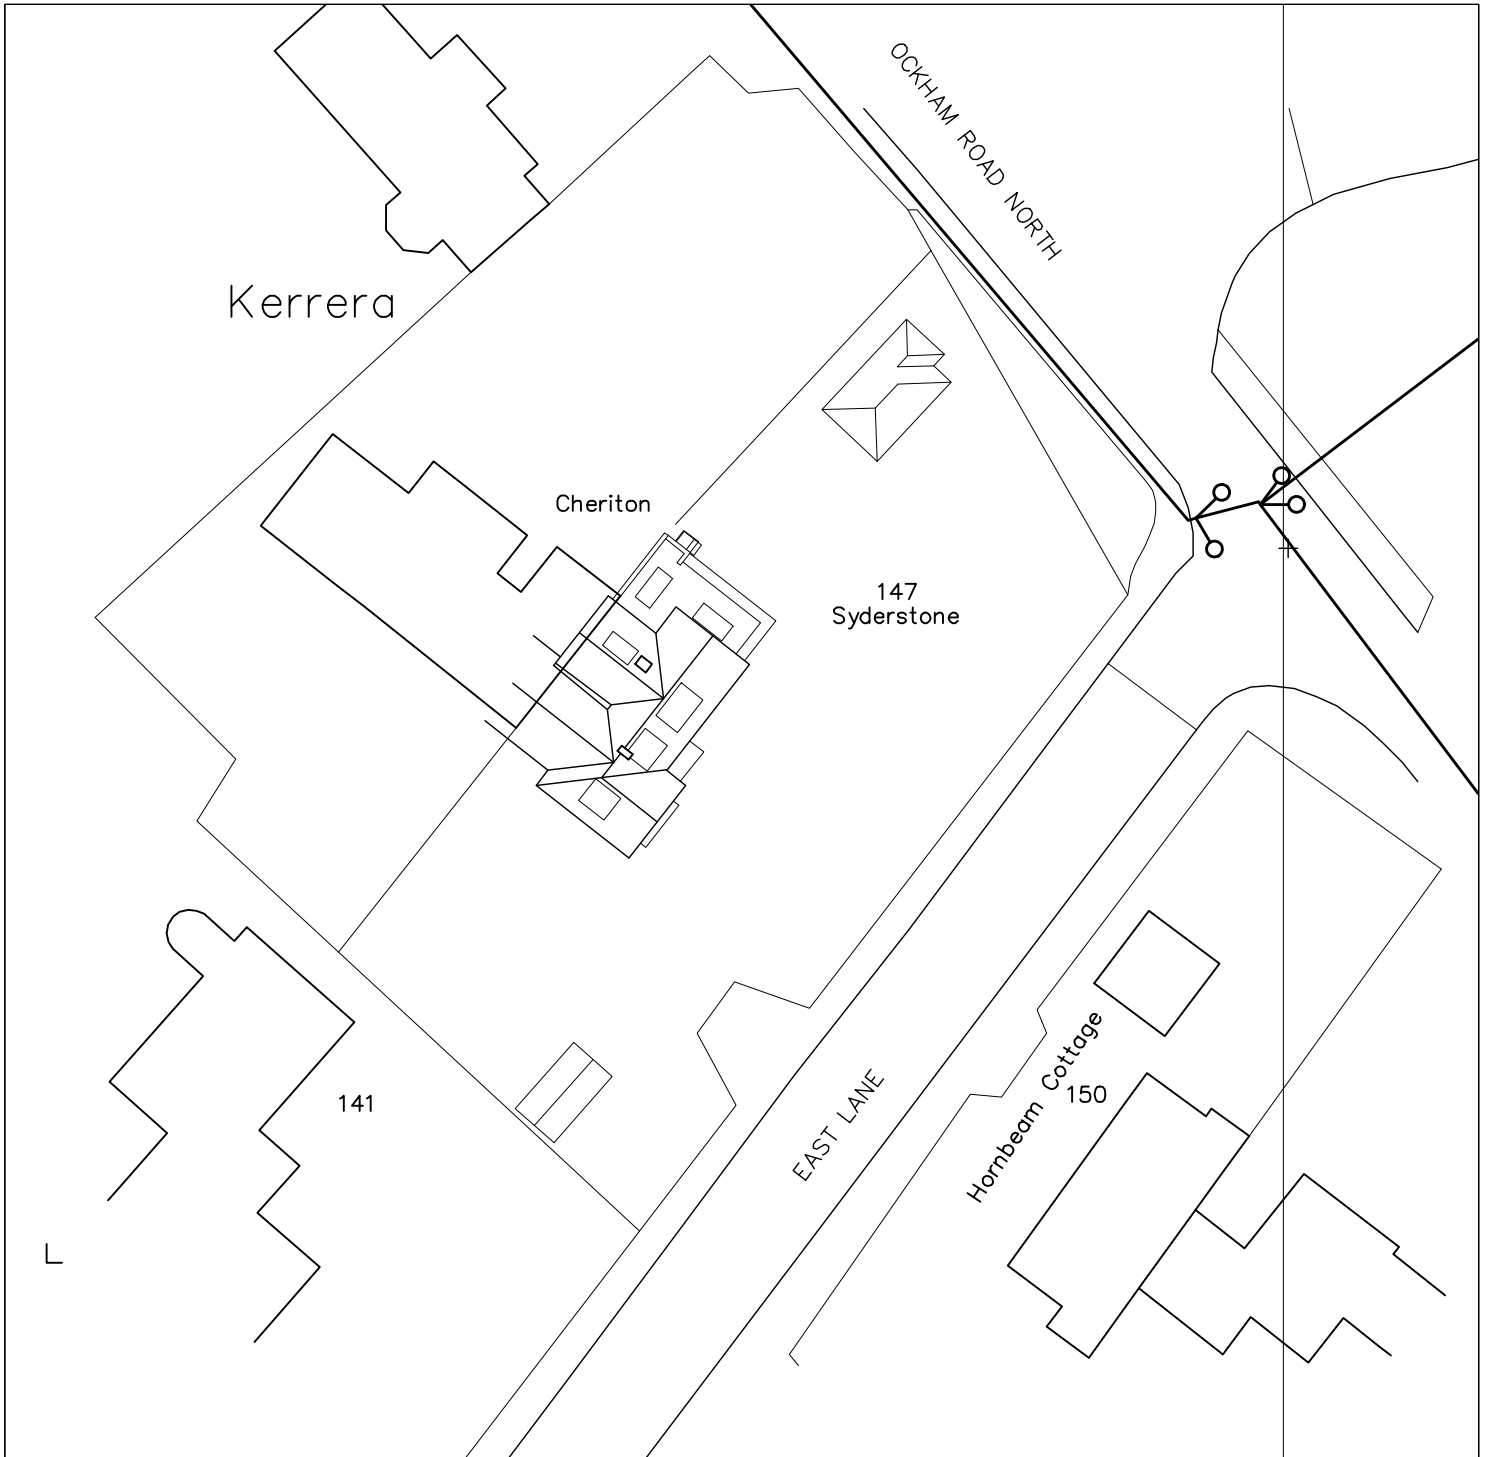 OCKHAM ROAD NORTH
Kerrera
Cheriton
147
Syderstone
141
EAST LANE
Hornbeam Cottage
150
L